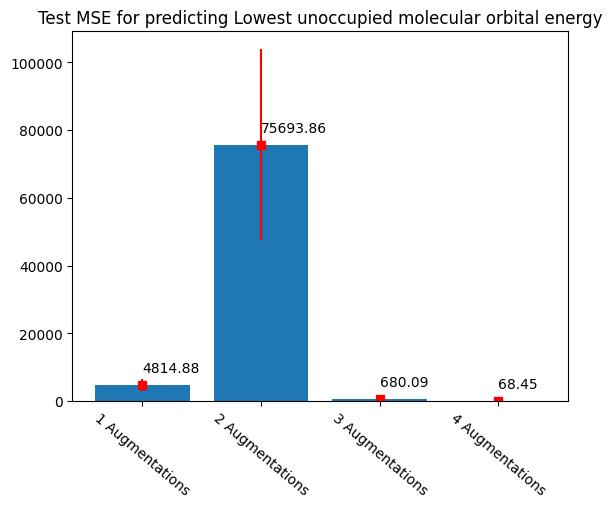 Test MSE for predicting Lowest unoccupied molecular orbital energy
100000
80000
60000
40000
20000
0
75693.86
4814.88
680.09
68.45
1 Augmentations
2 Augmentations
3 Augmentations
4 Augmentations